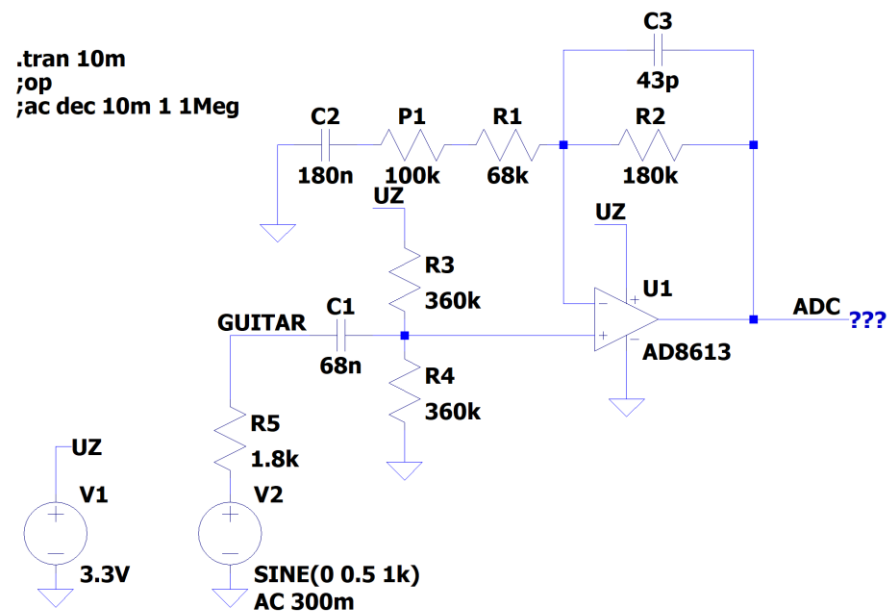 .tran 10m
;op
;ac dec 10m 1 1Meg
C3
43p
C2
P1
R1
R2
180n
100k
68k
180k
UZ
UZ
R3
360k
U1
C1
GUITAR
68n
ADC
???
AD8613
R4
360k
R5
1.8k
UZ
V1
V2
3.3V
SINE(0 0.5 1k)
AC 300m